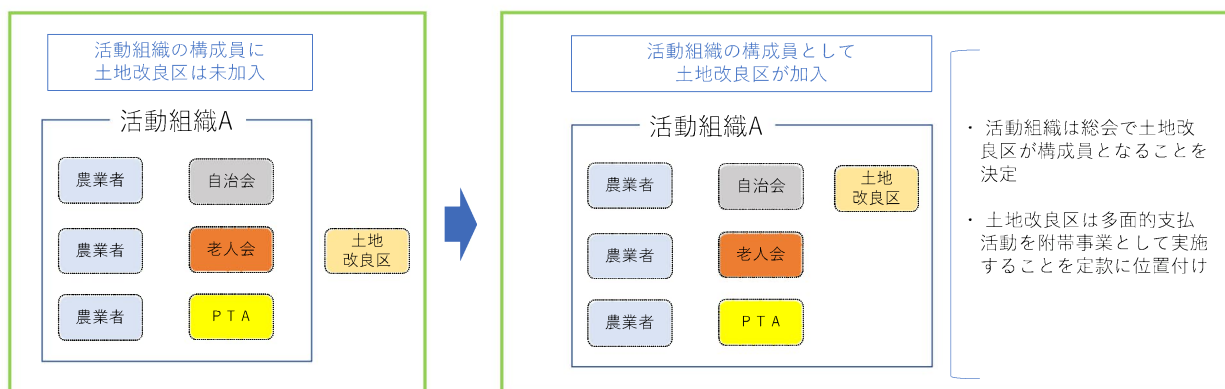 活動組織の構成員に
土地改良区は未加入
活動組織A
農業者
自治会
農業者
老人会
土地
改良区
農業者
PTA
活動組織の構成員として
土地改良区が加入
活動組織A
農業者
自治会
土地
改良区
農業者
老人会
農業者
PTA
・ 活動組織は総会で土地改
良区が構成員となることを
決定
・ 土地改良区は多面的支払
活動を附帯事業として実施
することを定款に位置付け